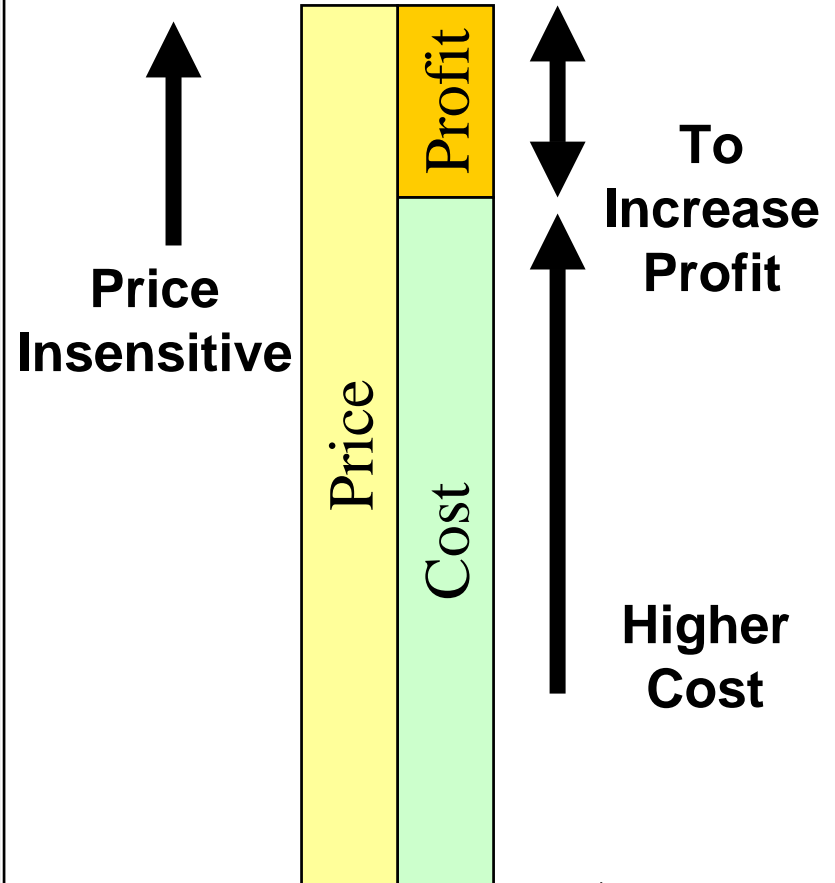 Profit
To
Increase
Profit
Price
Insensitive
Price
Cost
Higher
Cost